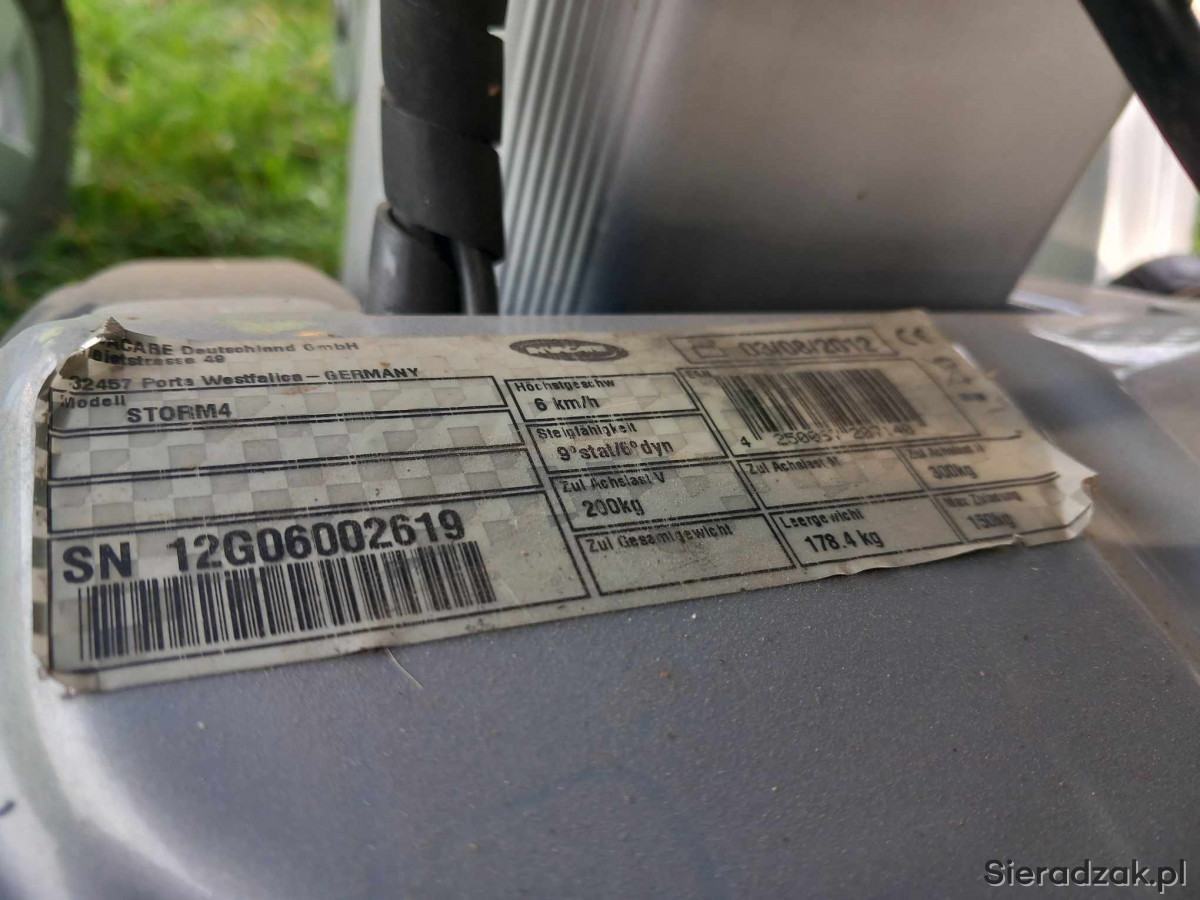 CARE Deutschland GmbH
03/08/2012
CE
32457 Porta Westfalica - GERMANY
Modell
STORM4
Höchstgeschw
6 km/h
Steigfähigkeit
9°stat/6°dyn
Zul Achslast V
200kg
Zul Achslast M
300kg
SN 12G06002619
Zul Gesamtgewicht
Leergewicht
178.4 kg
Max Zuladung
150kg
Sieradzak.pl